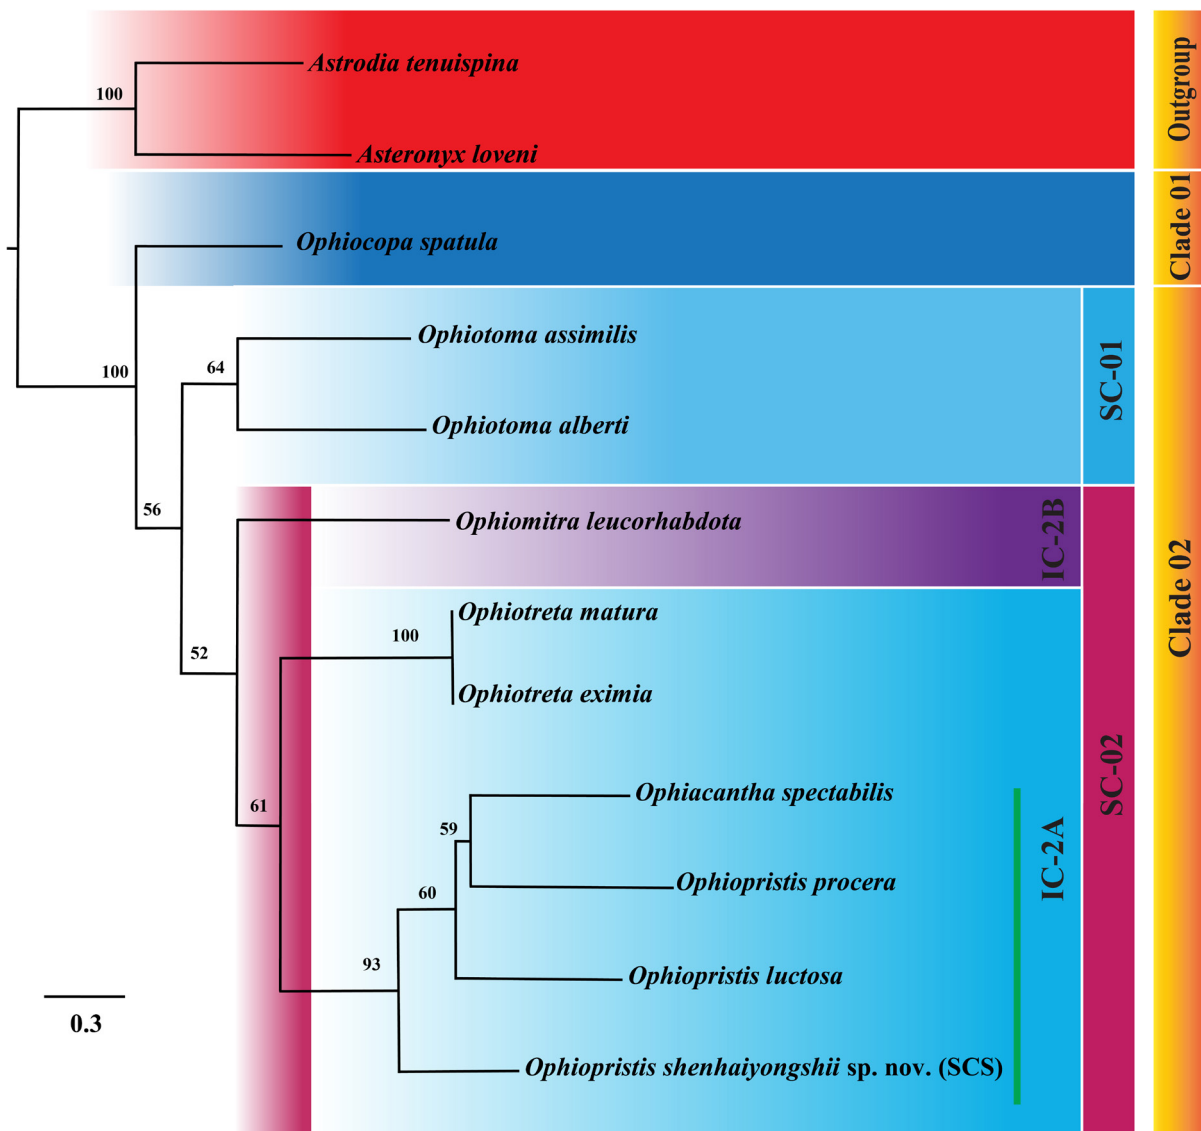 Astrodia tenuispina
100
Asteronyx loveni
Outgroup
Ophiocopa spatula
Clade 01
Ophiotoma assimilis
64
100
Ophiotoma alberti
SC-01
56
Ophiomitra leucorhabdota
IC-2B
Ophiotreta matura
100
Ophiotreta eximia
52
Clade 02
SC-02
Ophiacantha spectabilis
61
59
Ophiopristis procera
60
IC-2A
93
Ophiopristis luctosa
0.3
Ophiopristis shenhaiyongshii sp. nov. (SCS)